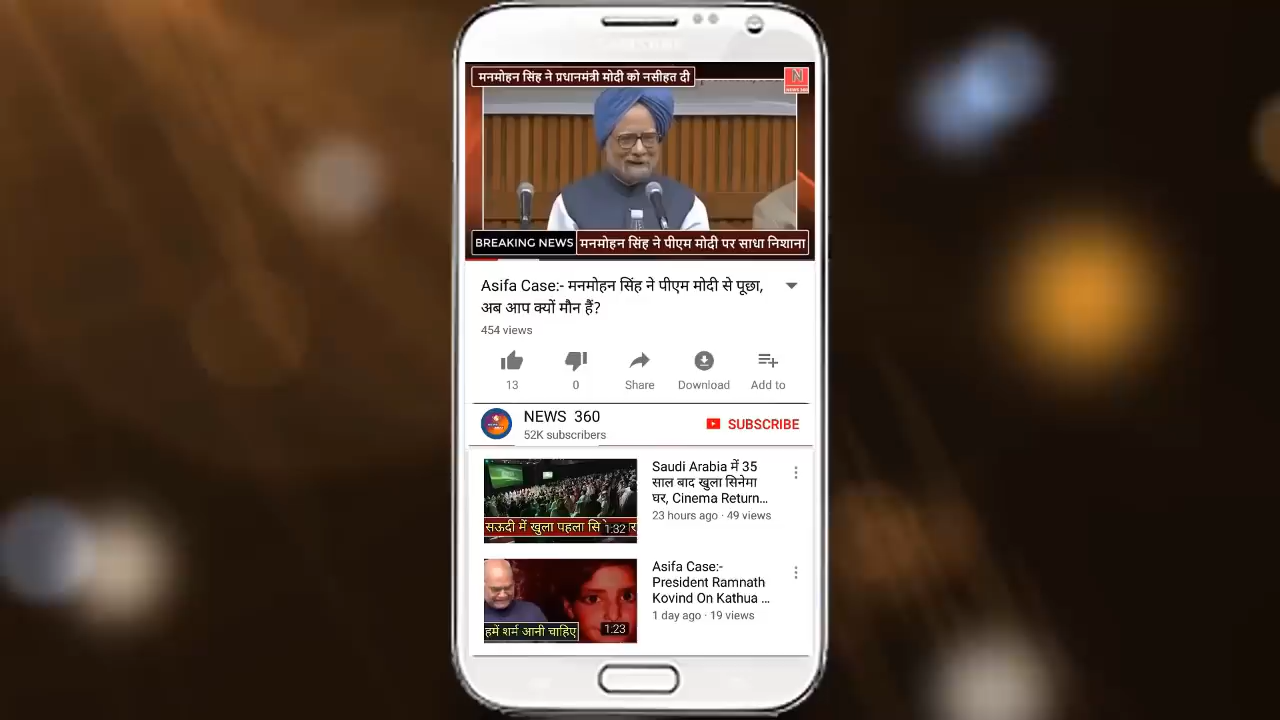 मनमोहन सिंह ने प्रधानमंत्री मोदी को नसीहत दी
N
NEWS 360
BREAKING NEWS मनमोहन सिंह ने पीएम मोदी पर साधा निशाना
Asifa Case:- मनमोहन सिंह ने पीएम मोदी से पूछा,
अब आप क्यों मौन हैं?
454 views
13 0 Share Download Add to
NEWS 360
52K subscribers
SUBSCRIBE
Saudi Arabia में 35
साल बाद खुला सिनेमा
घर, Cinema Return...
23 hours ago · 49 views
सऊदी में खुला पहला
1:32
Asifa Case:-
President Ramnath
Kovind On Kathua ...
1 day ago · 19 views
हमें शर्म आनी चाहिए
1:23